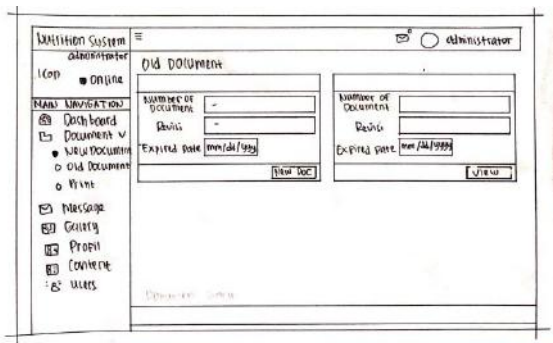 Nutrition System
administrator
Icon
Online
MAIN NAVIGATION
Dashboard
Document v
New Document
Old Document
Print
Message
Gallery
Profil
Content
Users
administrator
Old Document
Number of
Document
-
Revisi
-
Expired Date mm/dd/yyy
New Doc
Number of
Document
Revisi
Expired Date mm/dd/yyyy
View